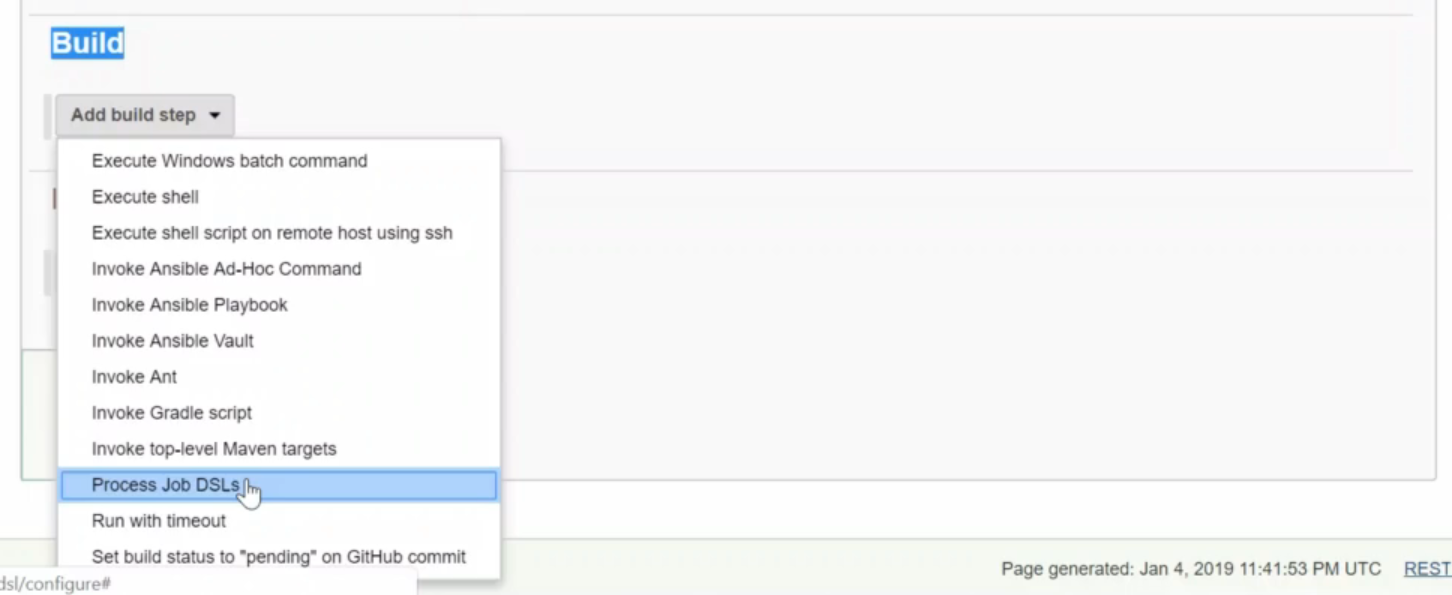 Build
Add build step
Execute Windows batch command
Execute shell
Execute shell script on remote host using ssh
Invoke Ansible Ad-Hoc Command
Invoke Ansible Playbook
Invoke Ansible Vault
Invoke Ant
Invoke Gradle script
Invoke top-level Maven targets
Process Job DSLs
Run with timeout
Set build status to "pending" on GitHub commit
Page generated: Jan 4, 2019 11:41:53 PM UTC REST
dsl/configure#